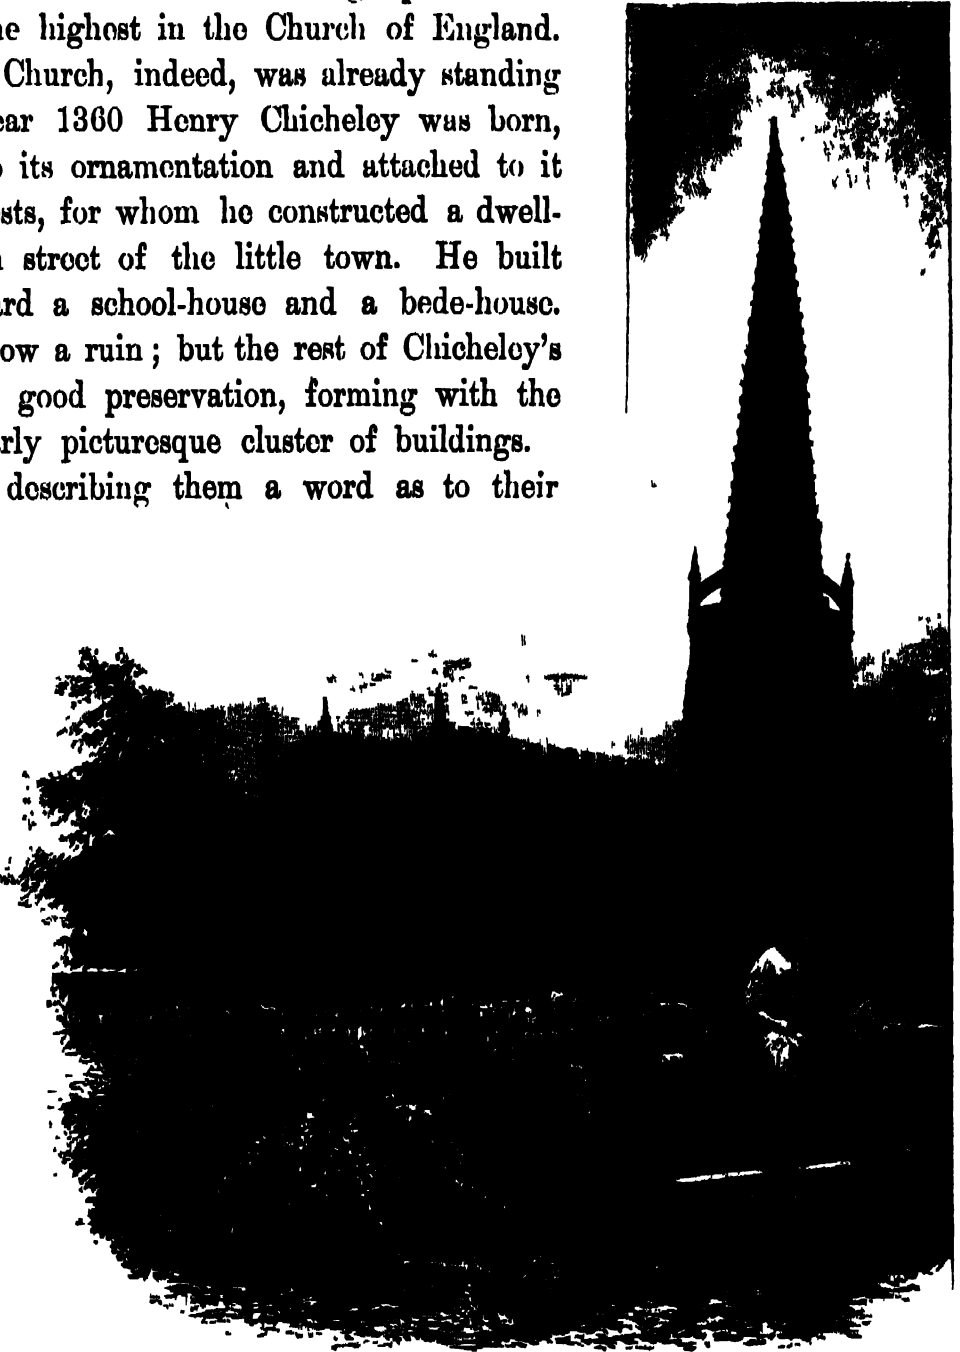 he highest in the Church of England.
Church, indeed, was already standing
ear 1360 Henry Chicheley was born,
its ornamentation and attached to it
sts, for whom he constructed a dwell-
street of the little town. He built
rd a school-house and a bede-house.
ow a ruin; but the rest of Chicheley's
good preservation, forming with the
rly picturesque cluster of buildings.
describing them a word as to their